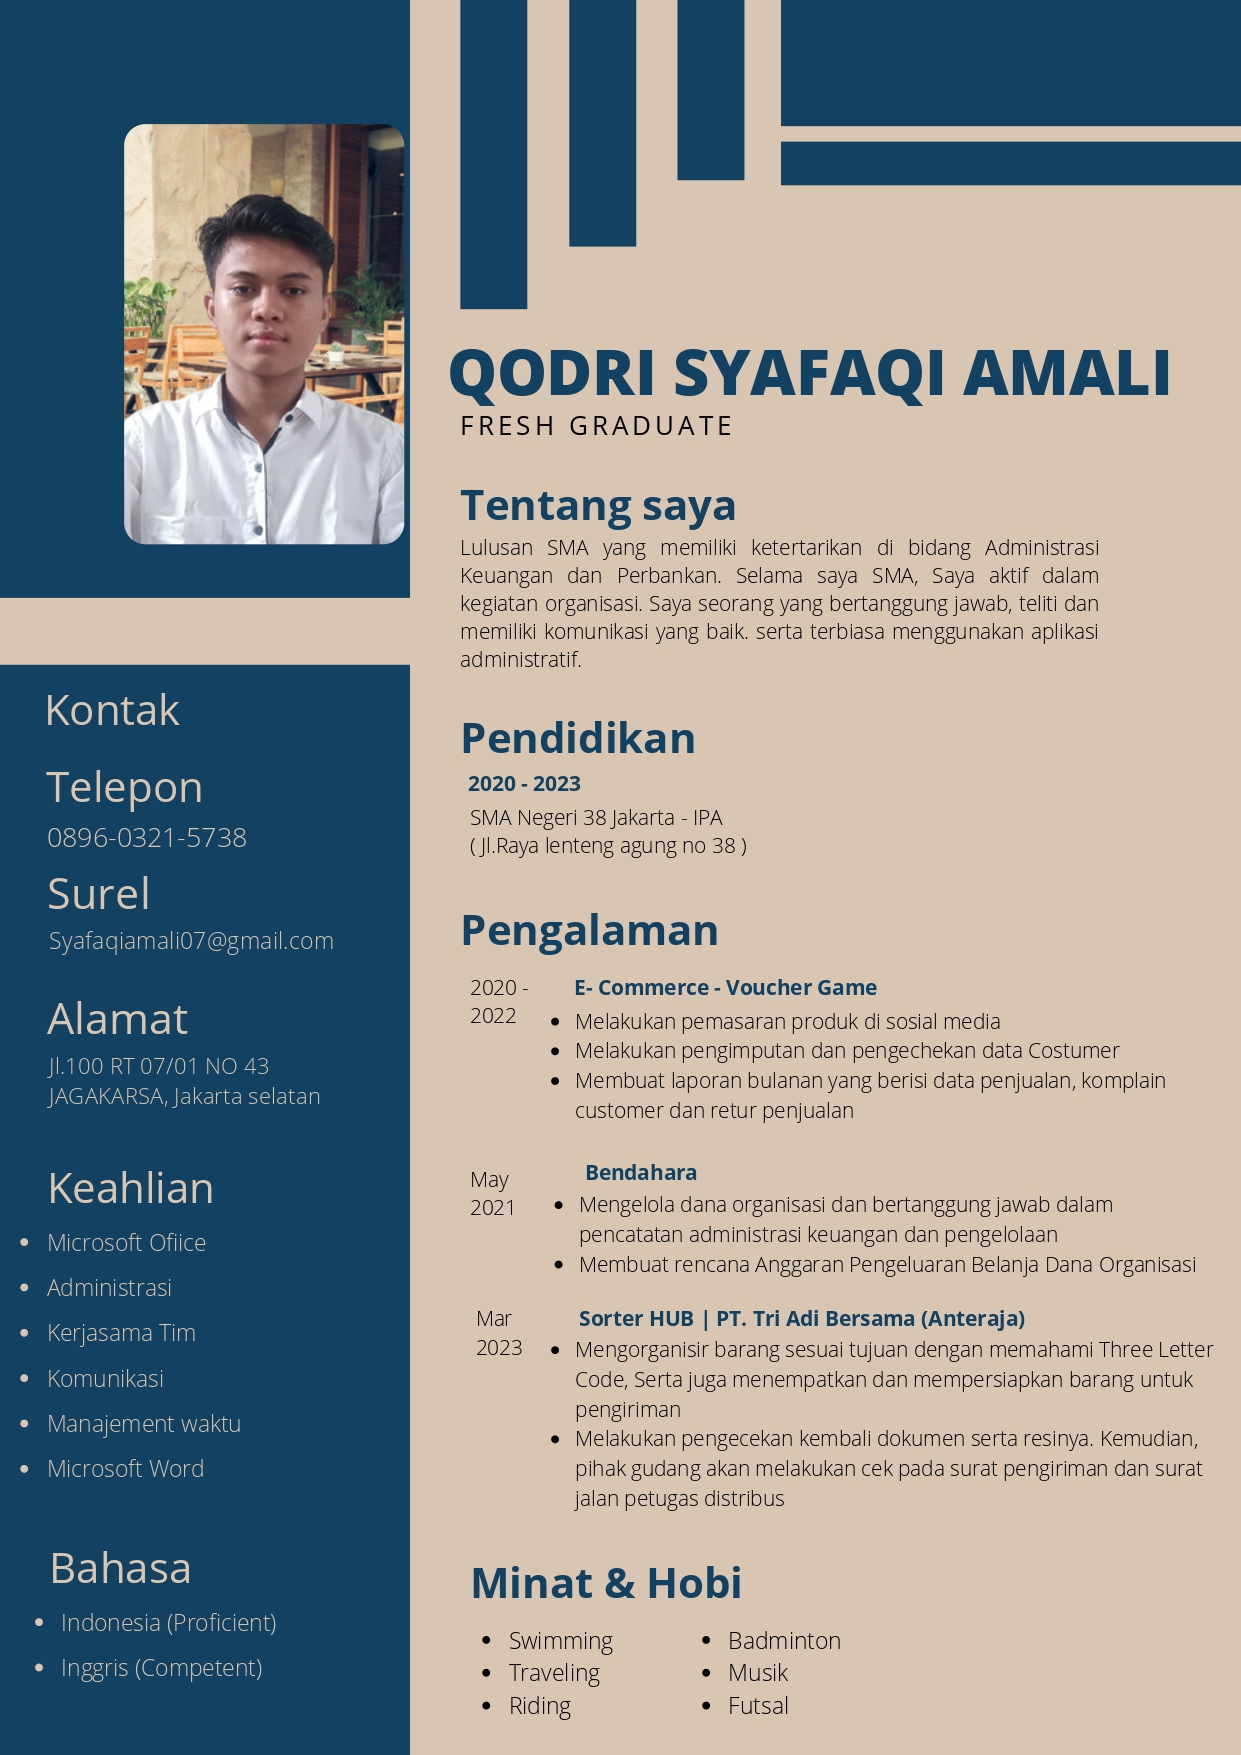 QODRI SYAFAQI AMALI
FRESH GRADUATE
Tentang saya
Lulusan SMA yang memiliki ketertarikan di bidang Administrasi
Keuangan dan Perbankan. Selama saya SMA, Saya aktif dalam
kegiatan organisasi. Saya seorang yang bertanggung jawab, teliti dan
memiliki komunikasi yang baik. serta terbiasa menggunakan aplikasi
administratif.
Pendidikan
2020 - 2023
SMA Negeri 38 Jakarta - IPA
( Jl.Raya lenteng agung no 38 )
Pengalaman
2020 -
2022
E- Commerce - Voucher Game
• Melakukan pemasaran produk di sosial media
• Melakukan pengimputan dan pengechekan data Costumer
• Membuat laporan bulanan yang berisi data penjualan, komplain
customer dan retur penjualan
May
2021
Bendahara
• Mengelola dana organisasi dan bertanggung jawab dalam
pencatatan administrasi keuangan dan pengelolaan
• Membuat rencana Anggaran Pengeluaran Belanja Dana Organisasi
Mar
2023
Sorter HUB | PT. Tri Adi Bersama (Anteraja)
• Mengorganisir barang sesuai tujuan dengan memahami Three Letter
Code, Serta juga menempatkan dan mempersiapkan barang untuk
pengiriman
• Melakukan pengecekan kembali dokumen serta resinya. Kemudian,
pihak gudang akan melakukan cek pada surat pengiriman dan surat
jalan petugas distribus
Minat & Hobi
• Swimming
• Traveling
• Riding
• Badminton
• Musik
• Futsal
Kontak
Telepon
0896-0321-5738
Surel
Syafaqiamali07@gmail.com
Alamat
Jl.100 RT 07/01 NO 43
JAGAKARSA, Jakarta selatan
Keahlian
• Microsoft Ofiice
• Administrasi
• Kerjasama Tim
• Komunikasi
• Manajement waktu
• Microsoft Word
Bahasa
• Indonesia (Proficient)
• Inggris (Competent)